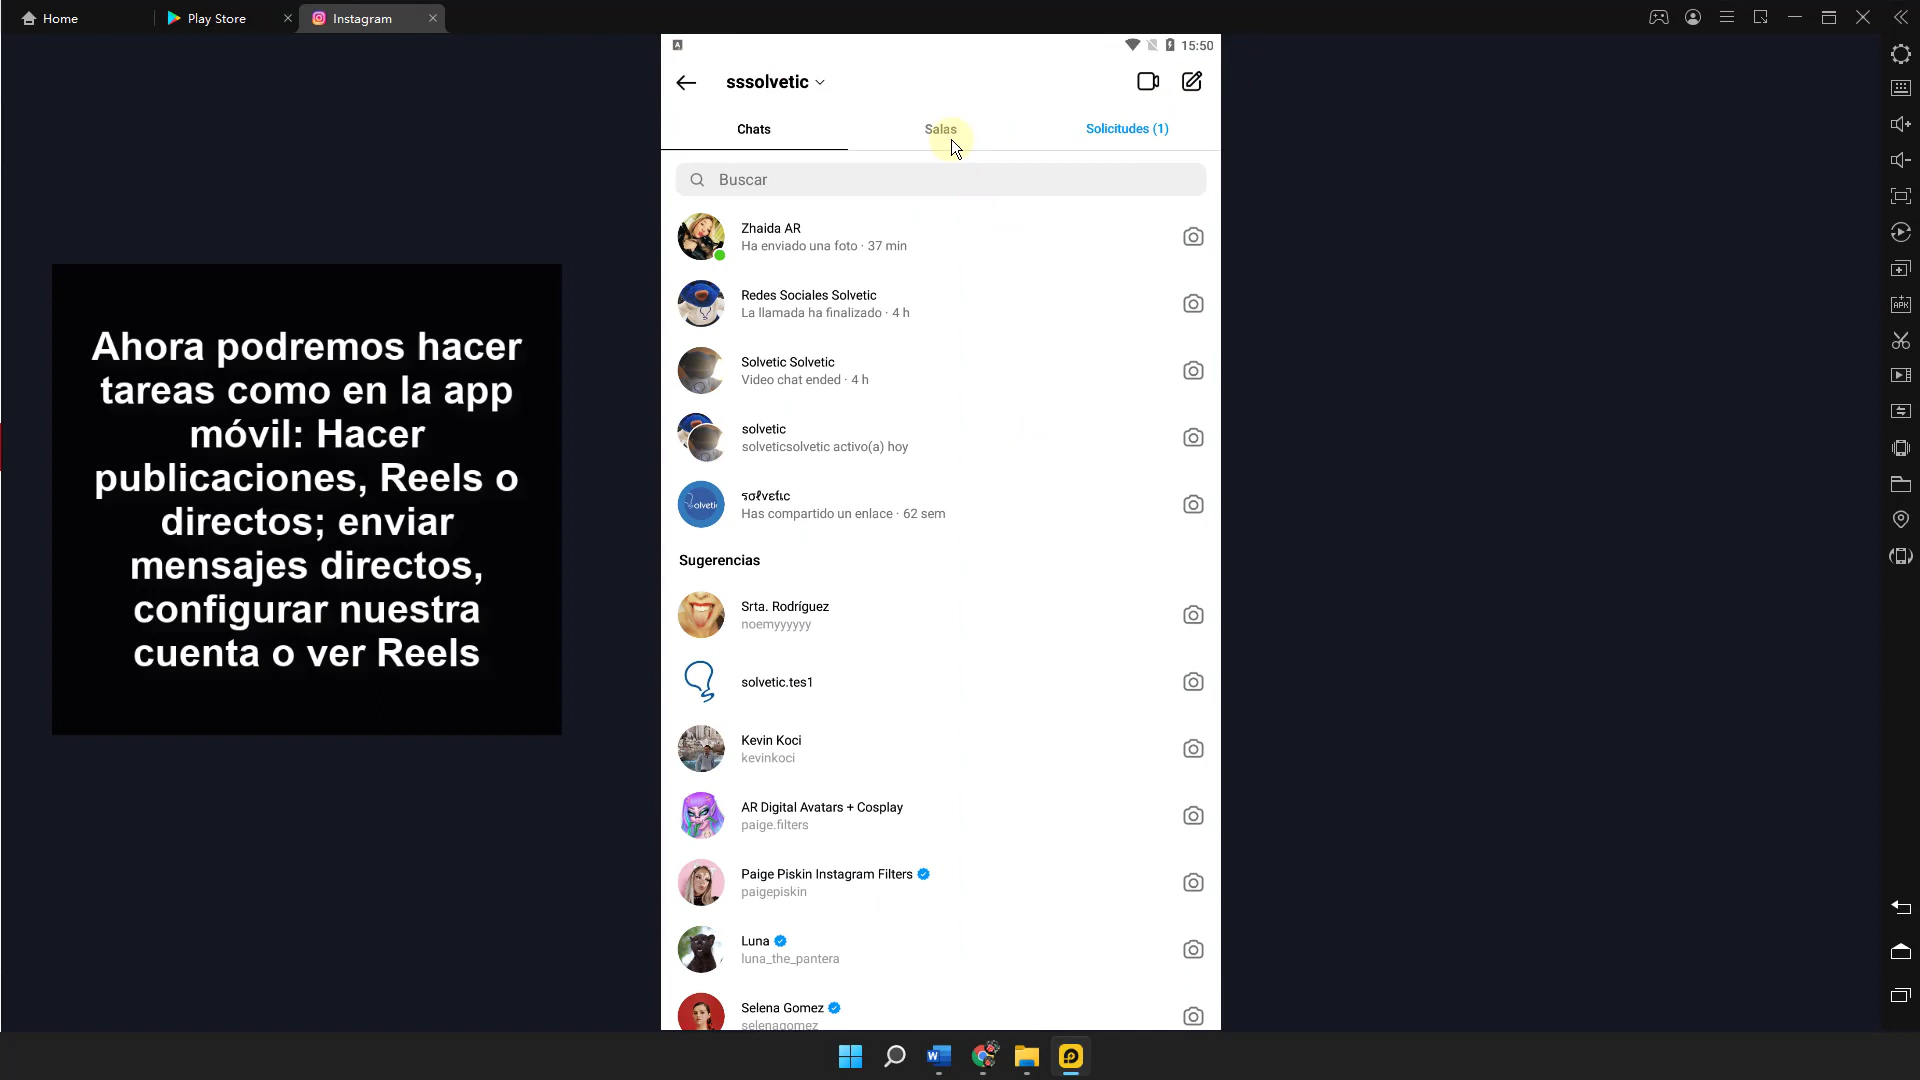 Home
Play Store
Instagram
15:50
sssolvetic
Chats
Salas
Solicitudes (1)
Buscar
Zhaida AR
Ha enviado una foto · 37 min
Redes Sociales Solvetic
La llamada ha finalizado · 4 h
Solvetic Solvetic
Video chat ended · 4 h
solvetic
solveticsolvetic activo(a) hoy
Has compartido un enlace · 62 sem
Sugerencias
Srta. Rodríguez
noemyyyyyy
solvetic.tes1
Kevin Koci
kevinkoci
AR Digital Avatars + Cosplay
paige.filters
Paige Piskin Instagram Filters
paigepiskin
Luna
luna_the_pantera
Selena Gomez
selenagomez
Ahora podremos hacer
tareas como en la app
móvil: Hacer
publicaciones, Reels o
directos; enviar
mensajes directos,
configurar nuestra
cuenta o ver Reels
APK